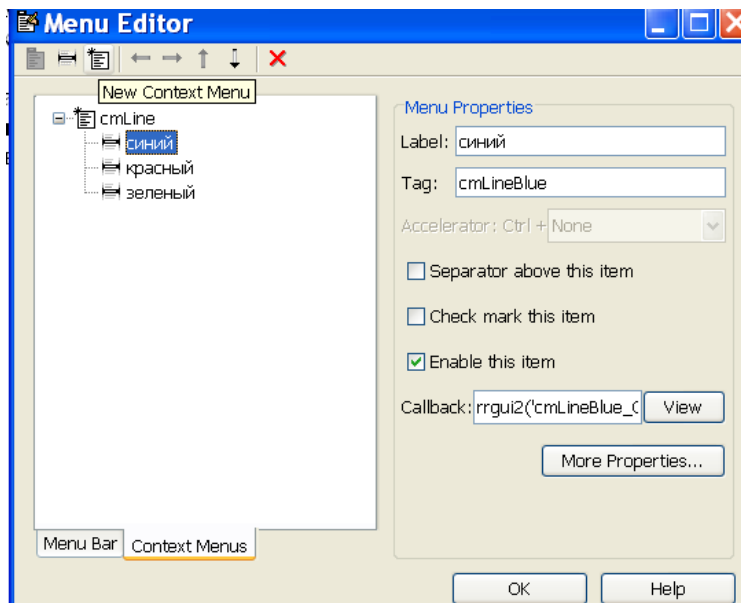 Menu Editor
New Context Menu
cmLine
синий
красный
зеленый
Menu Bar
Context Menus
Menu Properties
Label: синий
Tag: cmLineBlue
Accelerator: Ctrl + None
Separator above this item
Check mark this item
Enable this item
Callback: rrgui2('cmLineBlue_C View
More Properties...
OK
Help